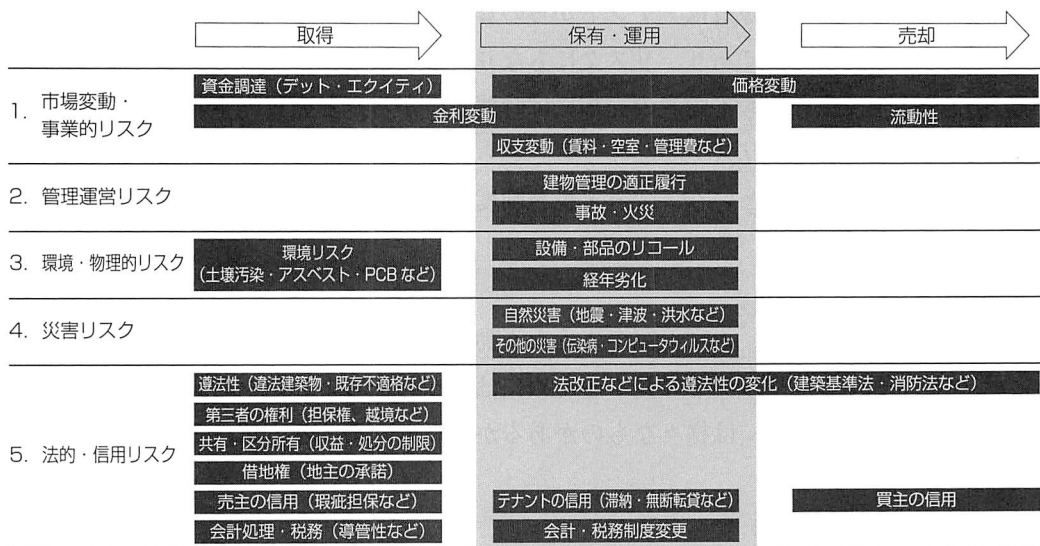 取得 保有・運用 売却
1. 市場変動・
事業的リスク
資金調達（デット・エクイティ） 価格変動
金利変動 流動性
収支変動（賃料・空室・管理費など）
2. 管理運営リスク
建物管理の適正履行
事故・火災
3. 環境・物理的リスク
環境リスク
（土壌汚染・アスベスト・PCBなど）
設備・部品のリコール
経年劣化
4. 災害リスク
自然災害（地震・津波・洪水など）
その他の災害（伝染病・コンピュータウィルスなど）
5. 法的・信用リスク
遵法性（違法建築物・既存不適格など） 法改正などによる遵法性の変化（建築基準法・消防法など）
第三者の権利（担保権、越境など）
共有・区分所有（収益・処分の制限）
借地権（地主の承諾）
売主の信用（瑕疵担保など） テナントの信用（滞納・無断転貸など） 買主の信用
会計処理・税務（導管性など） 会計・税務制度変更